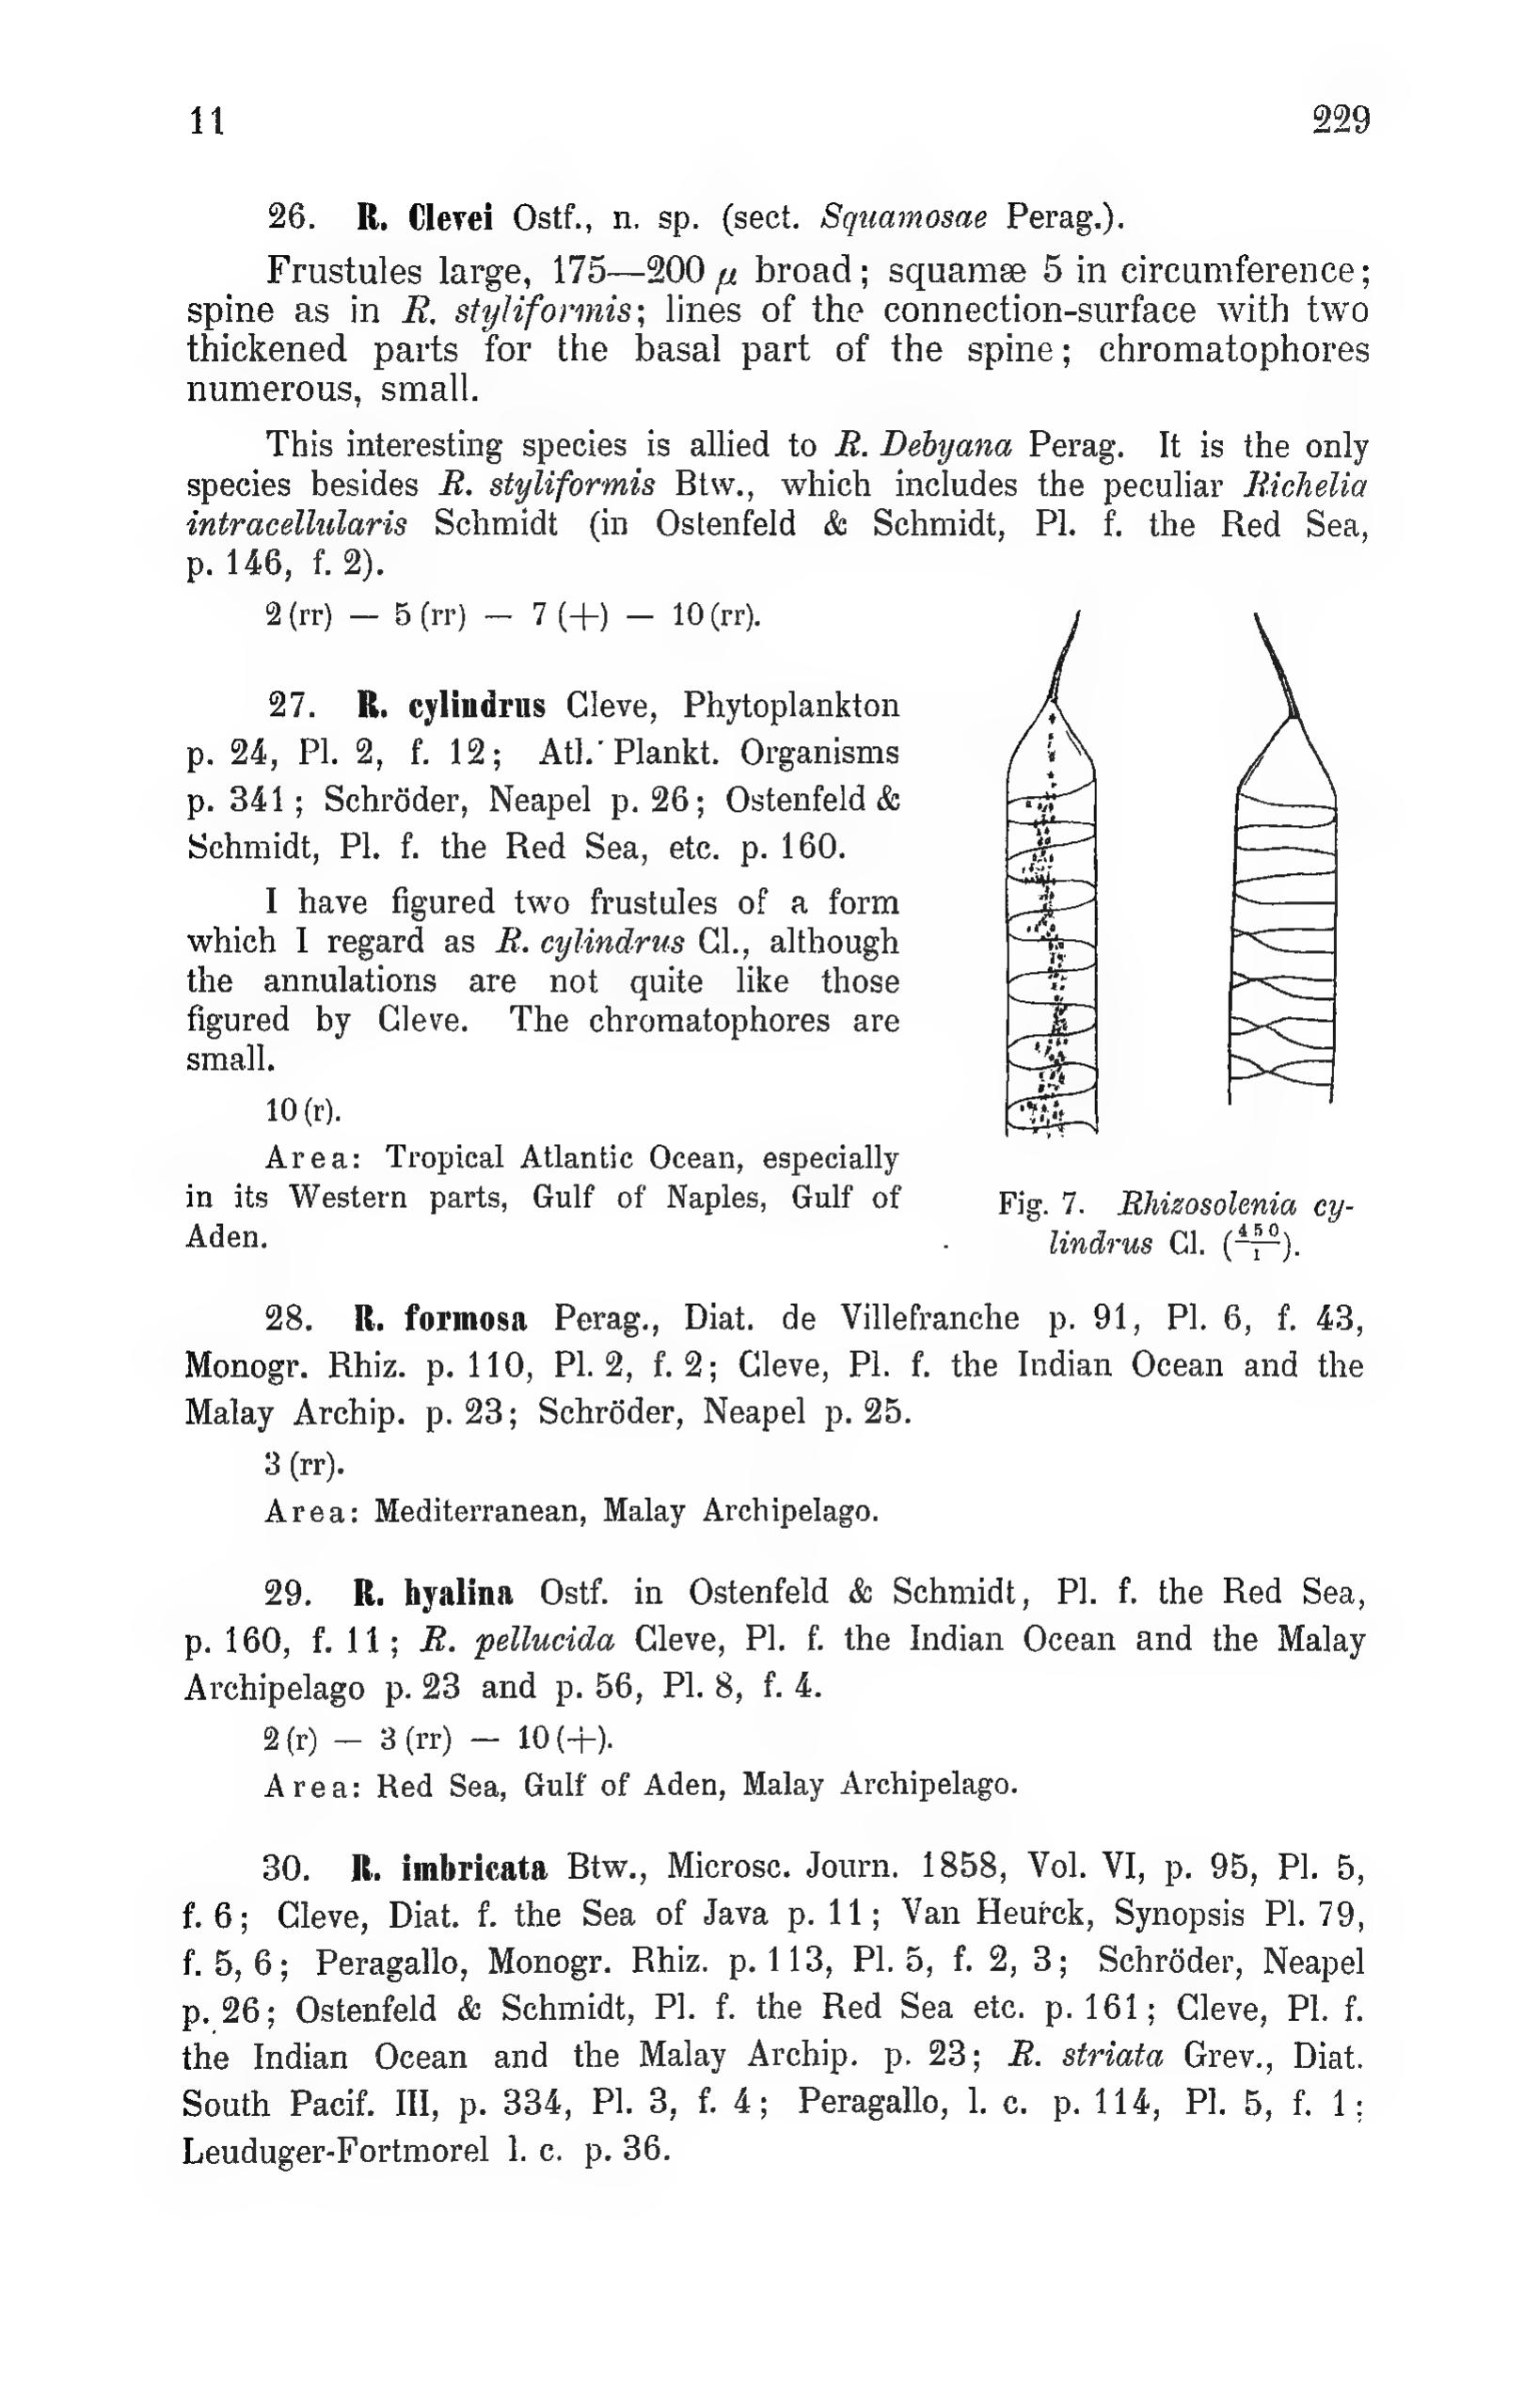 11 229
26. R. Clevei Ostf., n. sp. (sect. Squamosae Perag.).
Frustules large, 175—200 µ broad; squamæ 5 in circumference;
spine as in R. styliformis; lines of the connection-surface with two
thickened parts for the basal part of the spine; chromatophores
numerous, small.
This interesting species is allied to R. Debyana Perag. It is the only
species besides R. styliformis Btw., which includes the peculiar Richelia
intracellularis Schmidt (in Ostenfeld & Schmidt, Pl. f. the Red Sea,
p. 146, f. 2).
2 (rr) — 5 (rr) — 7 (+) — 10 (rr).
27. R. cylindrus Cleve, Phytoplankton
p. 24, Pl. 2, f. 12; Atl. Plankt. Organisms
p. 341; Schröder, Neapel p. 26; Ostenfeld &
Schmidt, Pl. f. the Red Sea, etc. p. 160.
I have figured two frustules of a form
which I regard as R. cylindrus Cl., although
the annulations are not quite like those
figured by Cleve. The chromatophores are
small.
10 (r).
Area: Tropical Atlantic Ocean, especially
in its Western parts, Gulf of Naples, Gulf of
Aden.
Fig. 7. Rhizosolenia cy-
lindrus Cl. (450/1).
28. R. formosa Perag., Diat. de Villefranche p. 91, Pl. 6, f. 43,
Monogr. Rhiz. p. 110, Pl. 2, f. 2; Cleve, Pl. f. the Indian Ocean and the
Malay Archip. p. 23; Schröder, Neapel p. 25.
3 (rr).
Area: Mediterranean, Malay Archipelago.
29. R. hyalina Ostf. in Ostenfeld & Schmidt, Pl. f. the Red Sea,
p. 160, f. 11; R. pellucida Cleve, Pl. f. the Indian Ocean and the Malay
Archipelago p. 23 and p. 56, Pl. 8, f. 4.
2 (r) — 3 (rr) — 10 (+).
Area: Red Sea, Gulf of Aden, Malay Archipelago.
30. R. imbricata Btw., Microsc. Journ. 1858, Vol. VI, p. 95, Pl. 5,
f. 6; Cleve, Diat. f. the Sea of Java p. 11; Van Heurck, Synopsis Pl. 79,
f. 5, 6; Peragallo, Monogr. Rhiz. p. 113, Pl. 5, f. 2, 3; Schröder, Neapel
p. 26; Ostenfeld & Schmidt, Pl. f. the Red Sea etc. p. 161; Cleve, Pl. f.
the Indian Ocean and the Malay Archip. p. 23; R. striata Grev., Diat.
South Pacif. III, p. 334, Pl. 3, f. 4; Peragallo, l. c. p. 114, Pl. 5, f. 1;
Leuduger-Fortmorel l. c. p. 36.